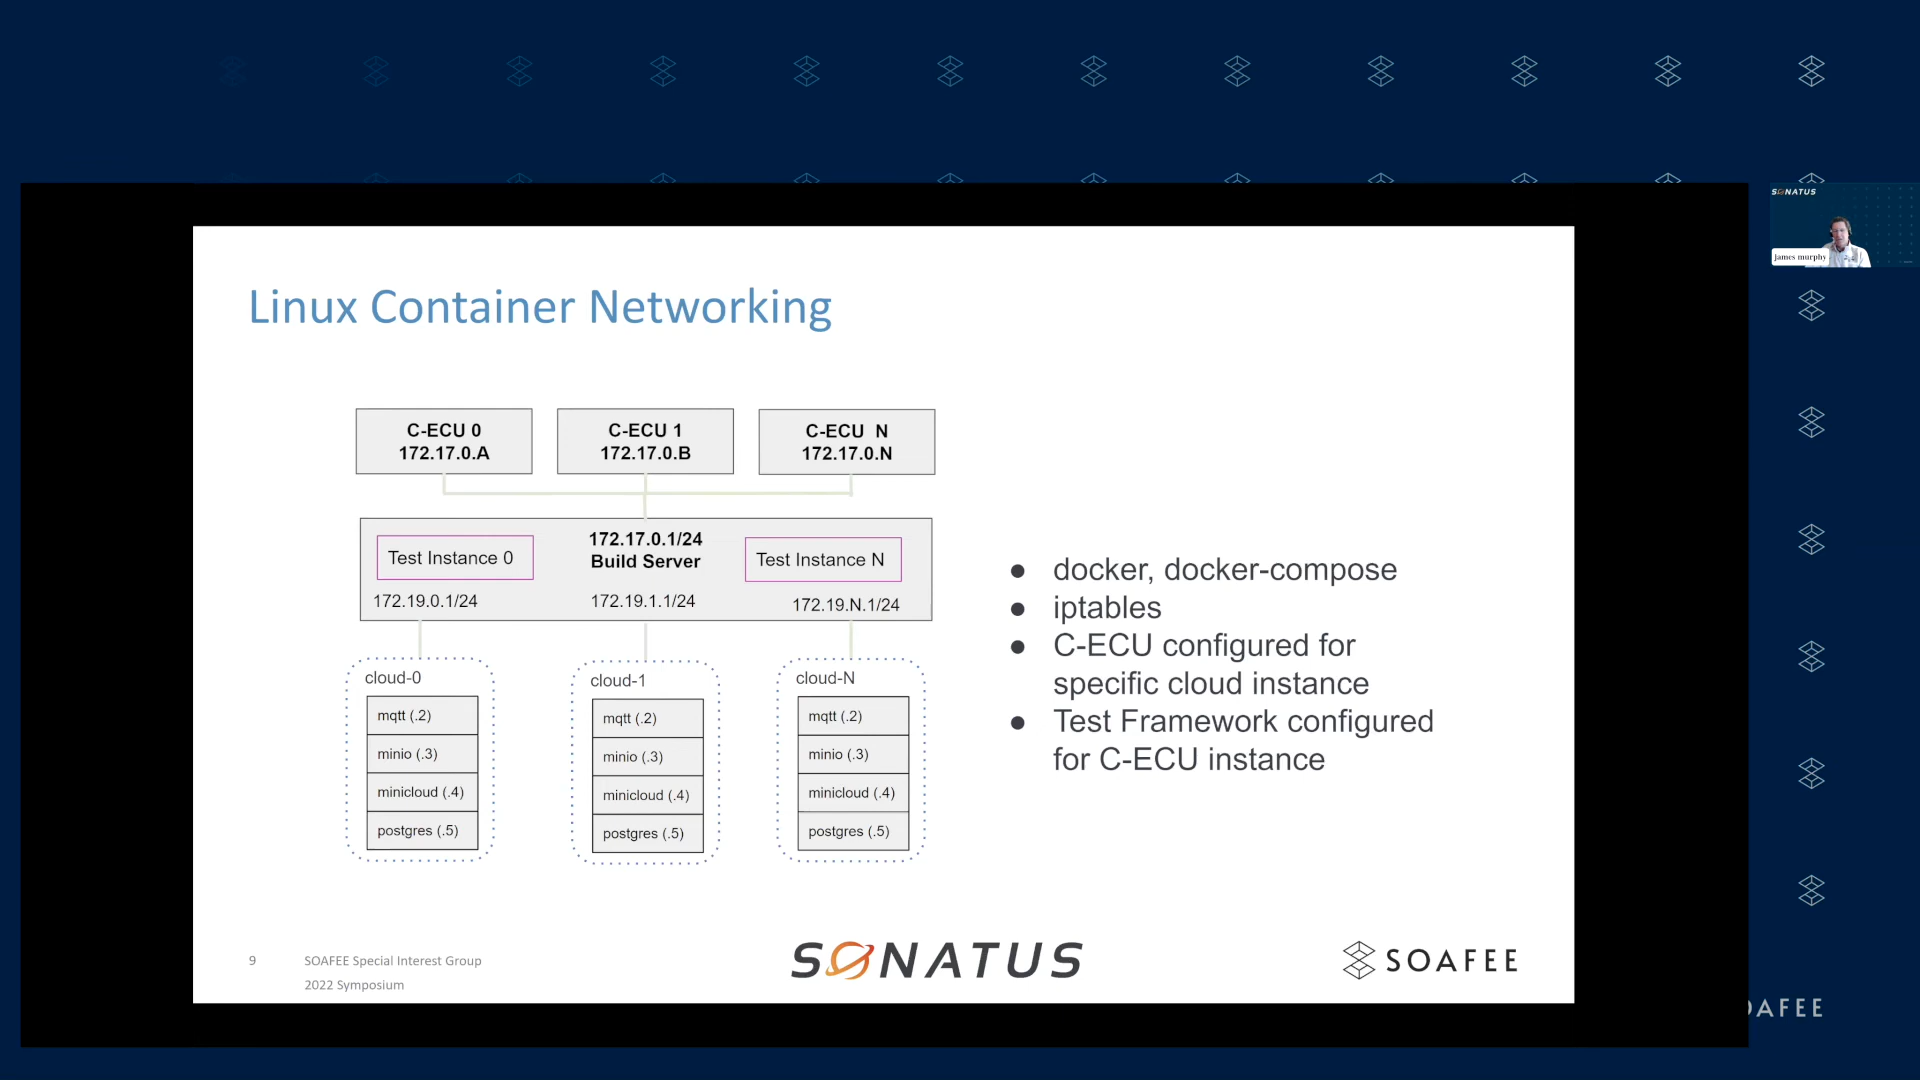 SONATUS
james murphy
Linux Container Networking
C-ECU 0
172.17.0.A
C-ECU 1
172.17.0.B
C-ECU N
172.17.0.N
Test Instance 0
172.17.0.1/24
Build Server
Test Instance N
172.19.0.1/24
172.19.1.1/24
172.19.N.1/24
cloud-0
mqtt (.2)
minio (.3)
minicloud (.4)
postgres (.5)
cloud-1
mqtt (.2)
minio (.3)
minicloud (.4)
postgres (.5)
cloud-N
mqtt (.2)
minio (.3)
minicloud (.4)
postgres (.5)
● docker, docker-compose
● iptables
● C-ECU configured for
specific cloud instance
● Test Framework configured
for C-ECU instance
9
SOAFEE Special Interest Group
2022 Symposium
SONATUS
SOAFEE
OAFEE